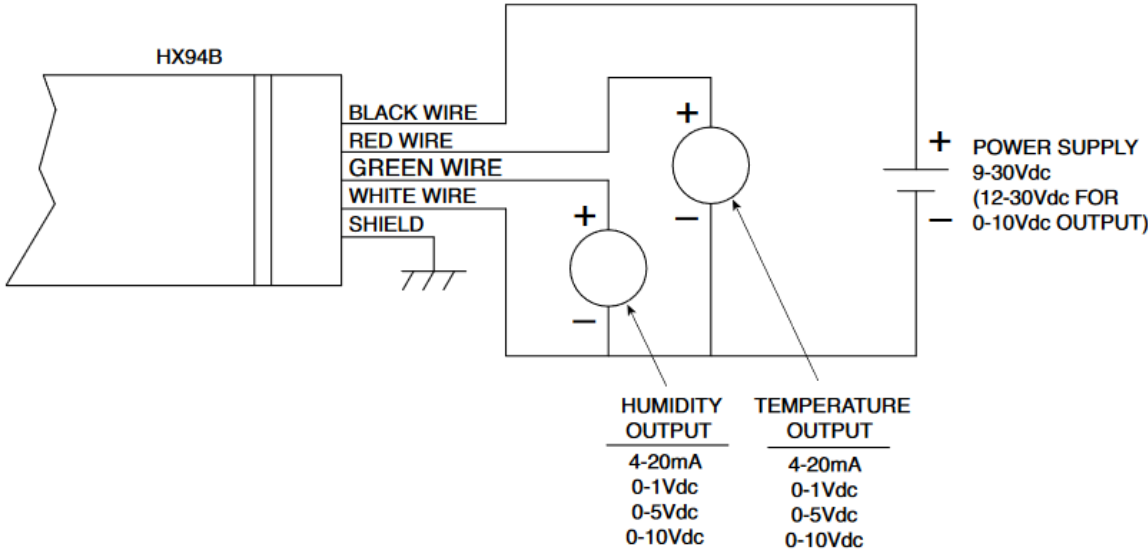 HX94B
BLACK WIRE
RED WIRE
GREEN WIRE
WHITE WIRE
SHIELD
+
−
+
−
+
−
POWER SUPPLY
9-30Vdc
(12-30Vdc FOR
0-10Vdc OUTPUT)
HUMIDITY
OUTPUT
4-20mA
0-1Vdc
0-5Vdc
0-10Vdc
TEMPERATURE
OUTPUT
4-20mA
0-1Vdc
0-5Vdc
0-10Vdc